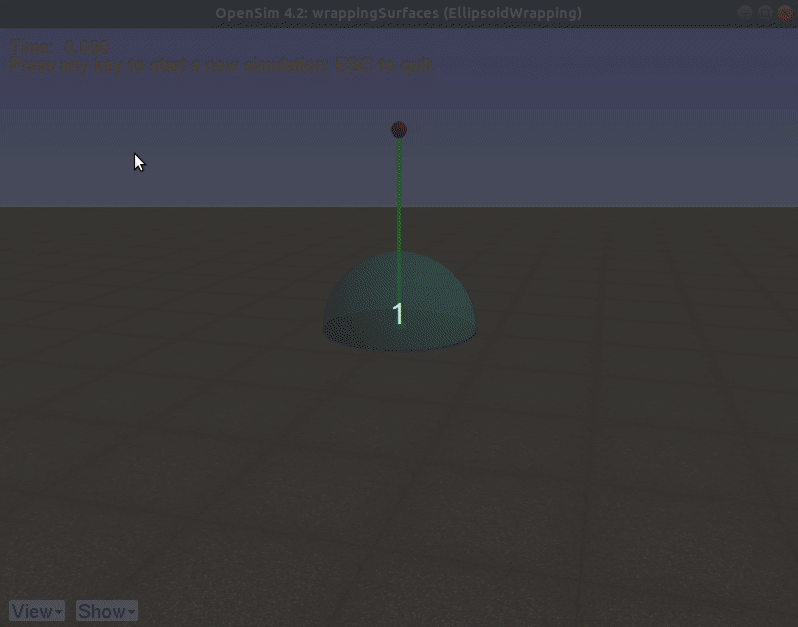 OpenSim 4.2: wrappingSurfaces (EllipsoidWrapping)
Time: 0.000
Press any key to start a new simulation, ESC to quit
1
View
Show